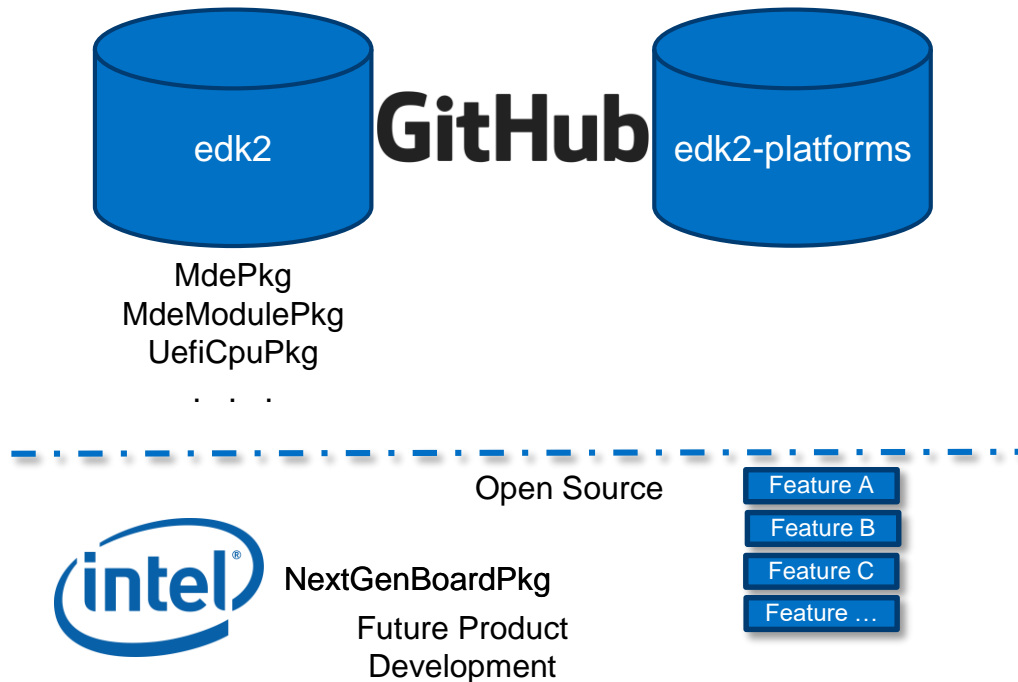 edk2
GitHub
edk2-platforms
MdePkg
MdeModulePkg
UefiCpuPkg
. . .
Open Source
Feature A
Feature B
Feature C
Feature ...
intel®
NextGenBoardPkg
Future Product
Development